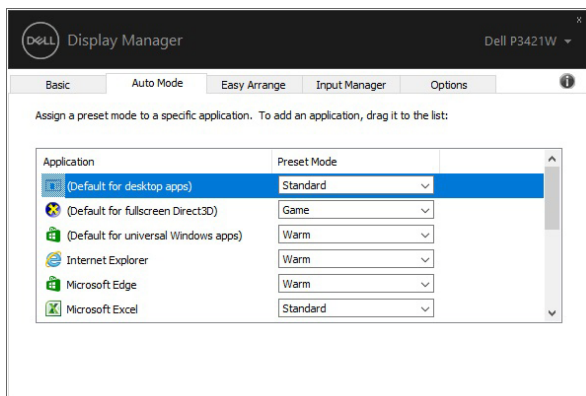 x
DELL Display Manager Dell P3421W
Basic Auto Mode Easy Arrange Input Manager Options i
Assign a preset mode to a specific application. To add an application, drag it to the list:
Application Preset Mode
(Default for desktop apps) Standard
(Default for fullscreen Direct3D) Game
(Default for universal Windows apps) Warm
Internet Explorer Warm
Microsoft Edge Warm
Microsoft Excel Standard